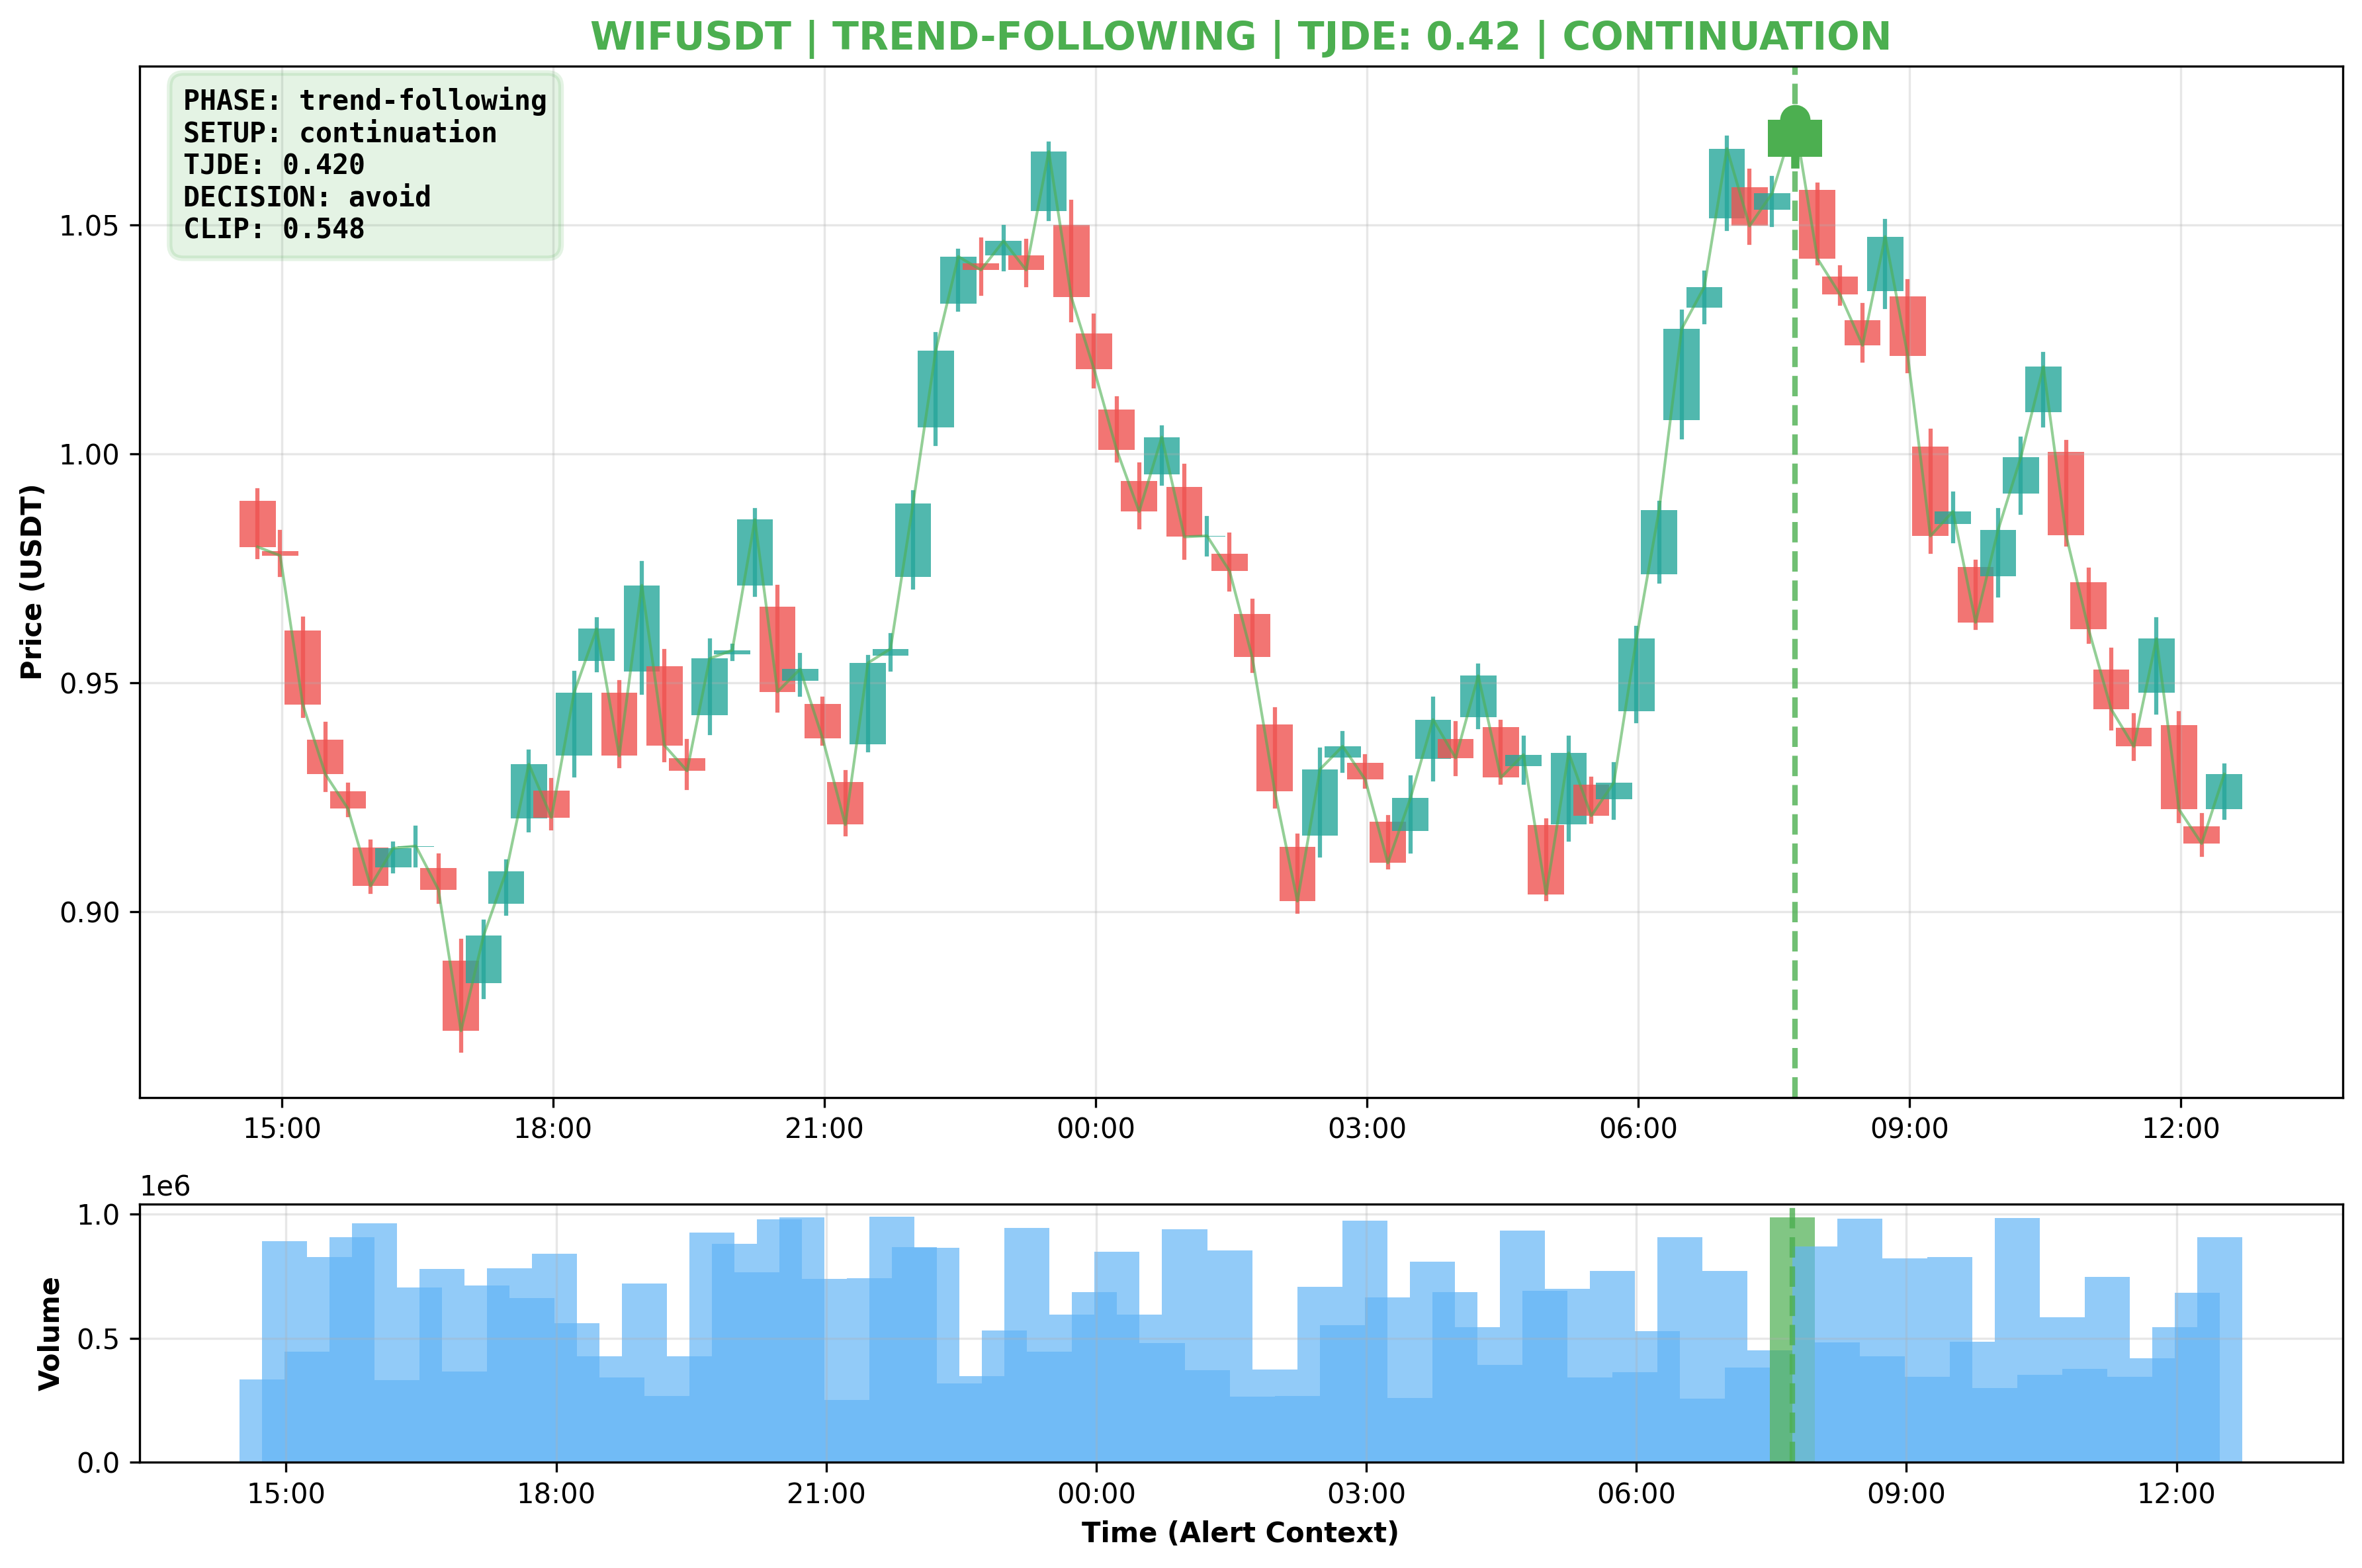 WIFUSDT | TREND-FOLLOWING | TJDE: 0.42 | CONTINUATION
PHASE: trend-following
SETUP: continuation
TJDE: 0.420
DECISION: avoid
CLIP: 0.548
Price (USDT)
1.05
1.00
0.95
0.90
15:00 18:00 21:00 00:00 03:00 06:00 09:00 12:00
1e6
Volume
1.0
0.5
0.0
15:00 18:00 21:00 00:00 03:00 06:00 09:00 12:00
Time (Alert Context)